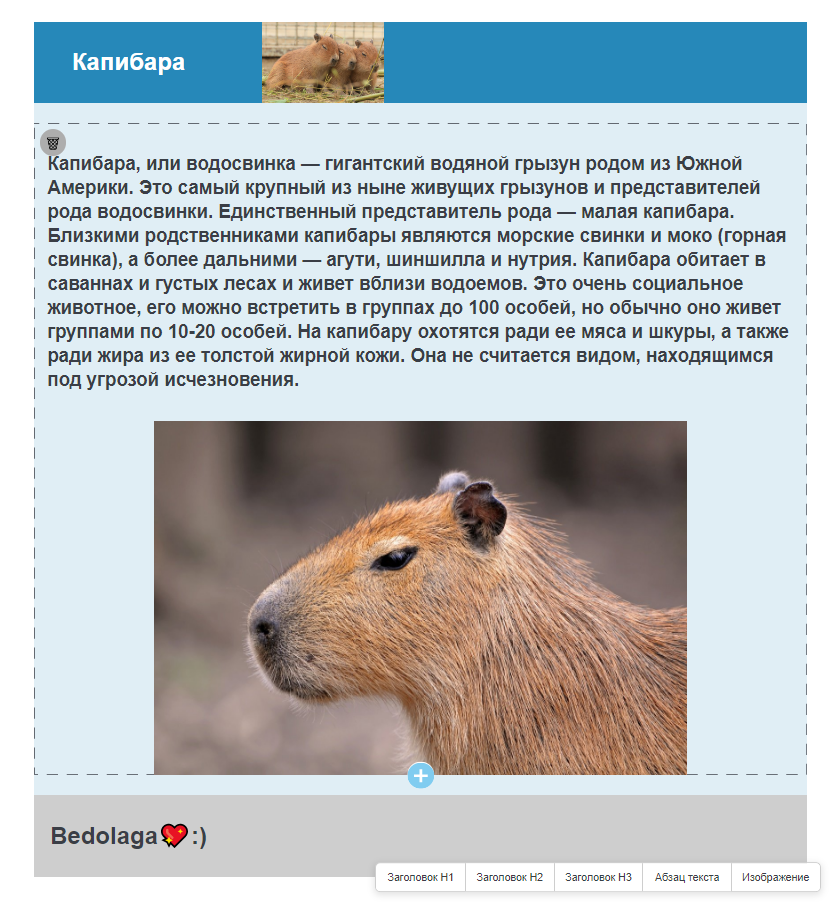 Капибара
Капибара, или водосвинка — гигантский водяной грызун родом из Южной
Америки. Это самый крупный из ныне живущих грызунов и представителей
рода водосвинки. Единственный представитель рода — малая капибара.
Близкими родственниками капибары являются морские свинки и моко (горная
свинка), а более дальними — агути, шиншилла и нутрия. Капибара обитает в
саваннах и густых лесах и живет вблизи водоемов. Это очень социальное
животное, его можно встретить в группах до 100 особей, но обычно оно живет
группами по 10-20 особей. На капибару охотятся ради ее мяса и шкуры, а также
ради жира из ее толстой жирной кожи. Она не считается видом, находящимся
под угрозой исчезновения.
Bedolaga💖:)
Заголовок H1 Заголовок H2 Заголовок H3 Абзац текста Изображение